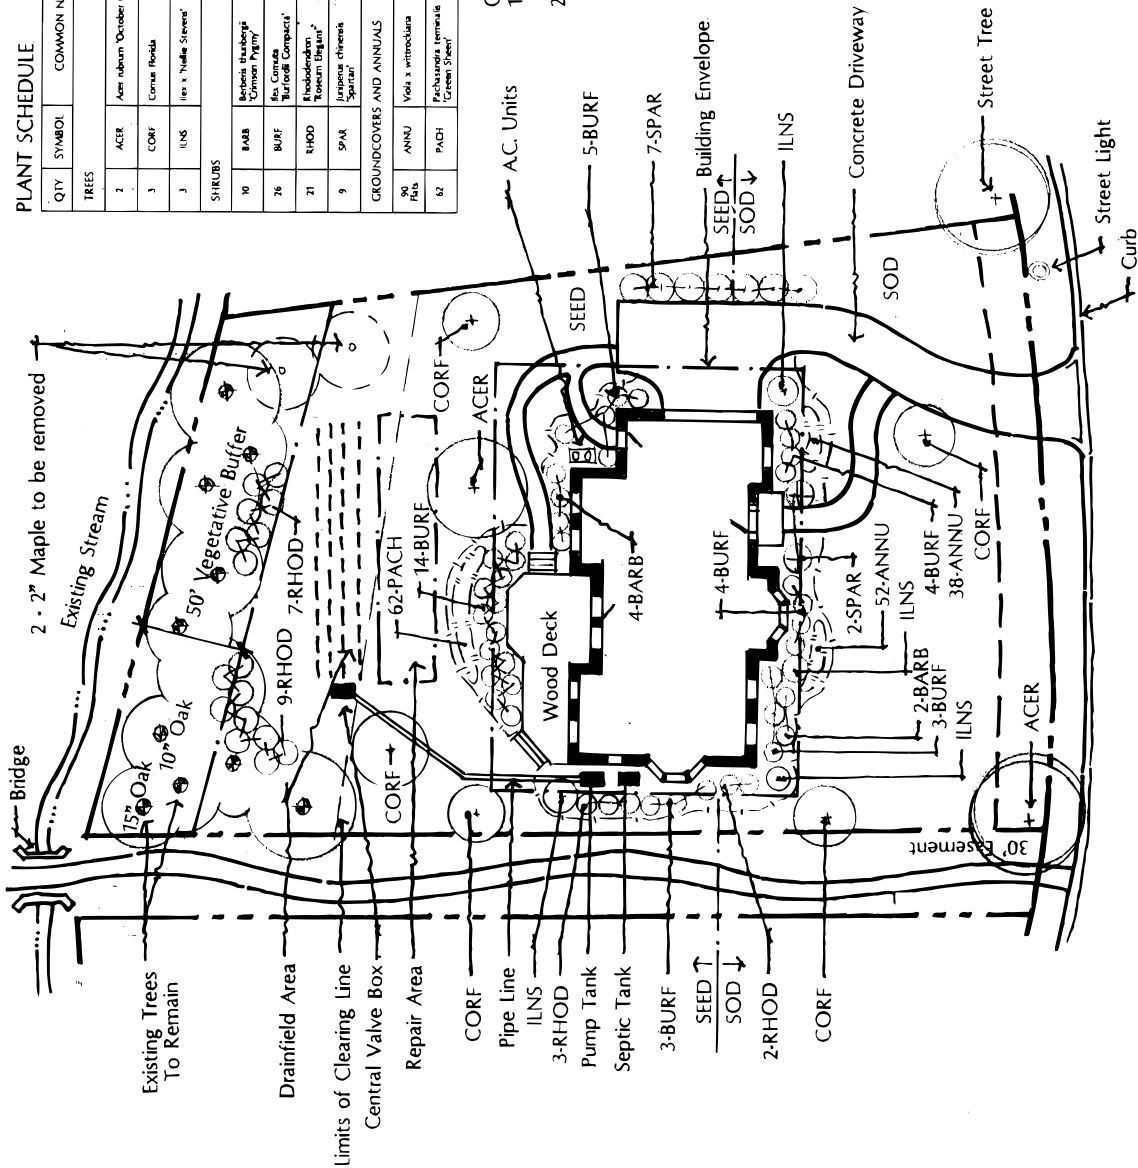 PLANT SCHEDULE
QTY SYMBOL COMMON N
TREES
2 ACER Acer rubrum 'October
3 CORF Cornus florida
3 ILNS Ilex x 'Nellie Stevens'
SHRUBS
10 BARB Berberis thunbergi
'Crimson Pygmy'
26 BURF Ilex Cornuta
'Burfordii Compacta'
21 RHOD Rhododendron
'Roseum Elegans'
9 SPAR Juniperus chinensis
'Spartan'
GROUNDCOVERS AND ANNUALS
90
Flats ANNU Viola x wittrockiana
62 PACH Pachasandra terminalis
'Greeen Sheen'
2 - 2" Maple to be removed
Existing Stream
Bridge
50' Vegetative Buffer
15" Oak
10" Oak
7-RHOD
9-RHOD
62-PACH
14-BURF
CORF
ACER
A.C. Units
5-BURF
7-SPAR
Building Envelope
SEED
SEED
SOD
ILNS
Concrete Driveway
SOD
Street Tree
Street Light
Curb
Wood Deck
4-BARB
4-BURF
2-SPAR
52-ANNU
ILNS
4-BURF
38-ANNU
CORF
2-BARB
3-BURF
ILNS
ACER
30' Easement
CORF
Existing Trees
To Remain
Drainfield Area
Limits of Clearing Line
Central Valve Box
Repair Area
CORF
Pipe Line
ILNS
3-RHOD
Pump Tank
Septic Tank
3-BURF
SEED
SOD
2-RHOD
CORF